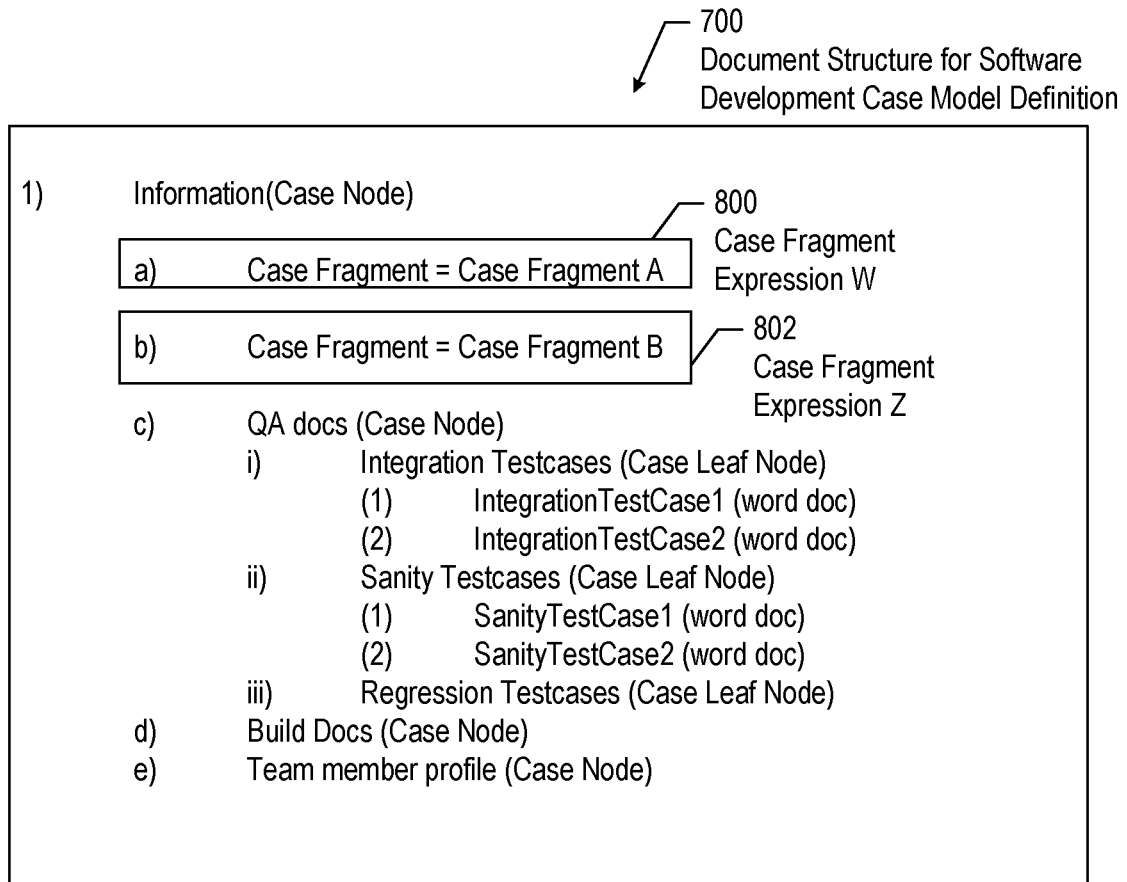 700
Document Structure for Software
Development Case Model Definition
1) Information(Case Node)
800
Case Fragment
Expression W
a) Case Fragment = Case Fragment A
802
Case Fragment
Expression Z
b) Case Fragment = Case Fragment B
c) QA docs (Case Node)
i) Integration Testcases (Case Leaf Node)
(1) IntegrationTestCase1 (word doc)
(2) IntegrationTestCase2 (word doc)
ii) Sanity Testcases (Case Leaf Node)
(1) SanityTestCase1 (word doc)
(2) SanityTestCase2 (word doc)
iii) Regression Testcases (Case Leaf Node)
d) Build Docs (Case Node)
e) Team member profile (Case Node)